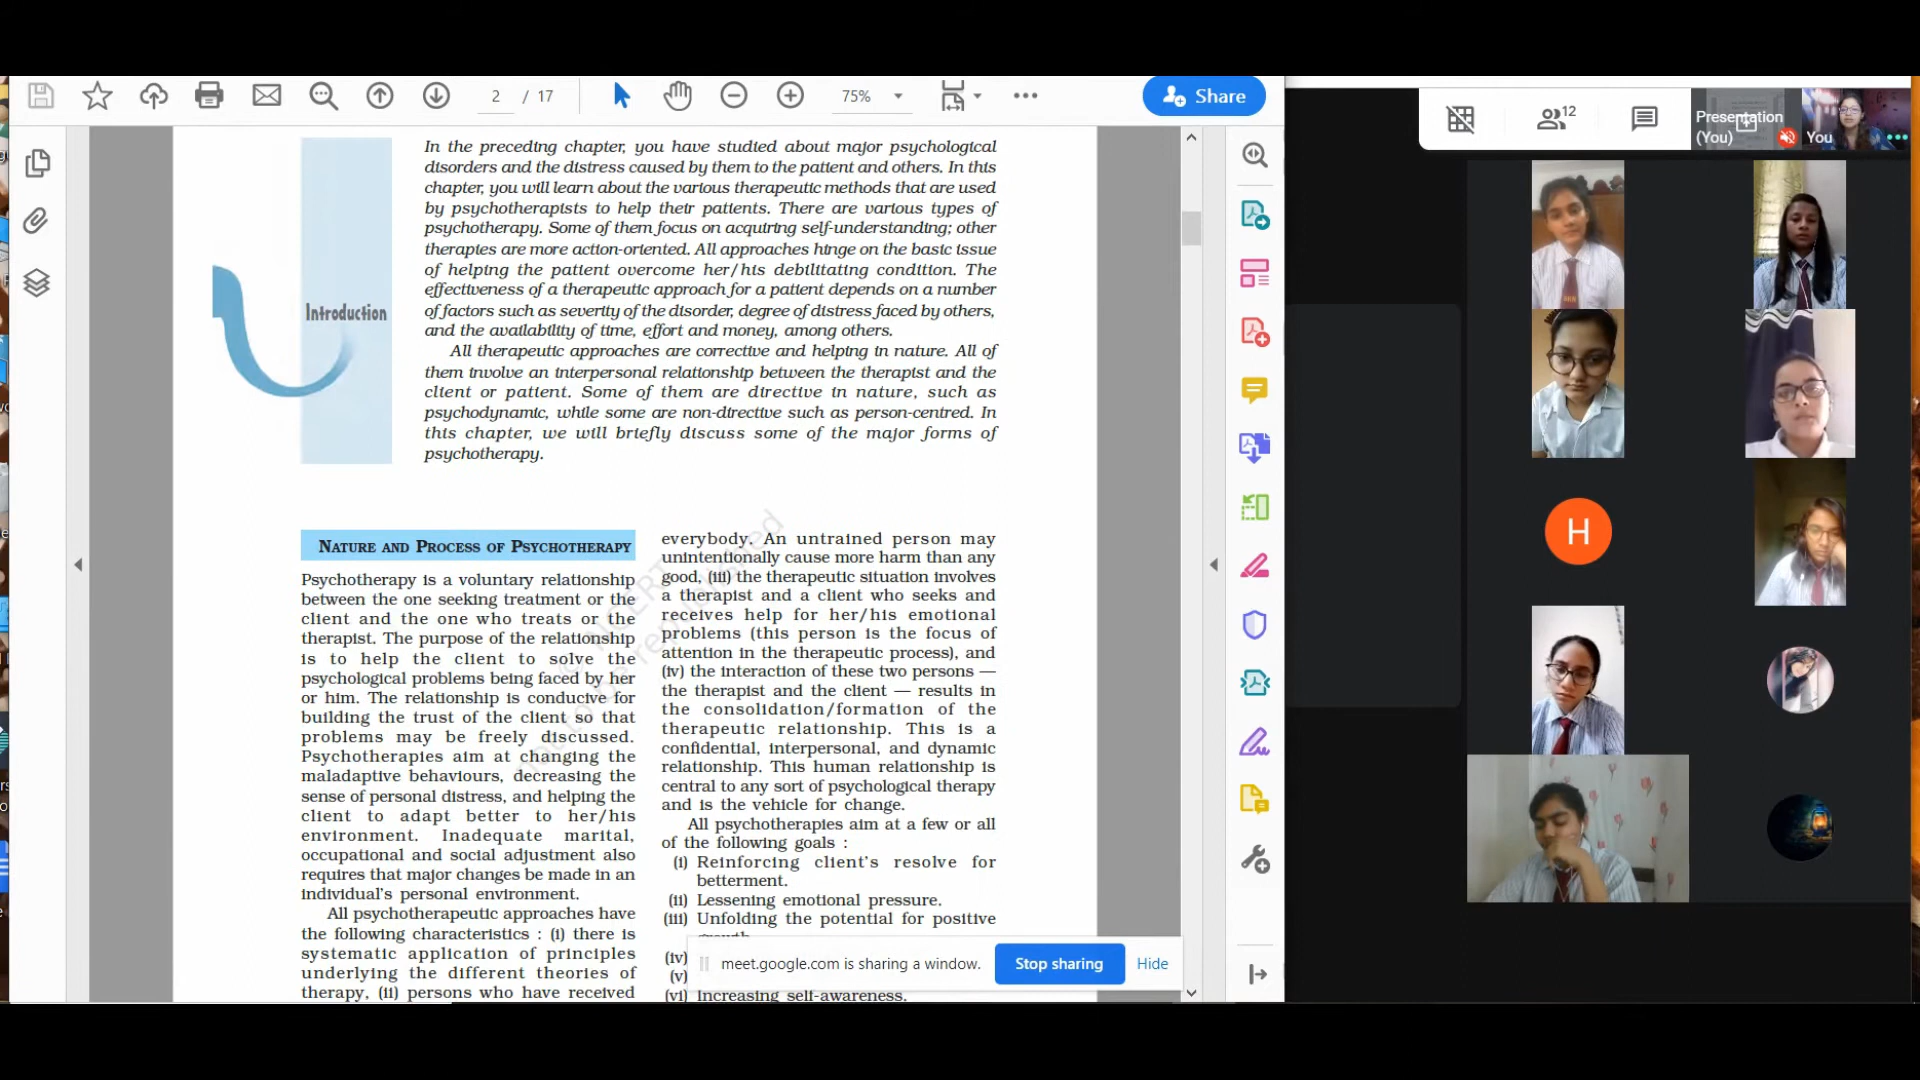 2 / 17
75%
Share
12
Presentation
(You)
You
In the preceding chapter, you have studied about major psychological
disorders and the distress caused by them to the patient and others. In this
chapter, you will learn about the various therapeutic methods that are used
by psychotherapists to help their patients. There are various types of
psychotherapy. Some of them focus on acquiring self-understanding; other
therapies are more action-oriented. All approaches hinge on the basic issue
of helping the patient overcome her/his debilitating condition. The
effectiveness of a therapeutic approach for a patient depends on a number
of factors such as severity of the disorder, degree of distress faced by others,
and the availability of time, effort and money, among others.
All therapeutic approaches are corrective and helping in nature. All of
them involve an interpersonal relationship between the therapist and the
client or patient. Some of them are directive in nature, such as
psychodynamic, while some are non-directive such as person-centred. In
this chapter, we will briefly discuss some of the major forms of
psychotherapy.
Introduction
NATURE AND PROCESS OF PSYCHOTHERAPY
Psychotherapy is a voluntary relationship
between the one seeking treatment or the
client and the one who treats or the
therapist. The purpose of the relationship
is to help the client to solve the
psychological problems being faced by her
or him. The relationship is conducive for
building the trust of the client so that
problems may be freely discussed.
Psychotherapies aim at changing the
maladaptive behaviours, decreasing the
sense of personal distress, and helping the
client to adapt better to her/his
environment. Inadequate marital,
occupational and social adjustment also
requires that major changes be made in an
individual's personal environment.
All psychotherapeutic approaches have
the following characteristics : (i) there is
systematic application of principles
underlying the different theories of
therapy, (ii) persons who have received
everybody. An untrained person may
unintentionally cause more harm than any
good, (iii) the therapeutic situation involves
a therapist and a client who seeks and
receives help for her/his emotional
problems (this person is the focus of
attention in the therapeutic process), and
(iv) the interaction of these two persons —
the therapist and the client — results in
the consolidation/formation of the
therapeutic relationship. This is a
confidential, interpersonal, and dynamic
relationship. This human relationship is
central to any sort of psychological therapy
and is the vehicle for change.
All psychotherapies aim at a few or all
of the following goals :
(i) Reinforcing client's resolve for
betterment.
(ii) Lessening emotional pressure.
(iii) Unfolding the potential for positive
growth.
(iv)
(v)
(vi) Increasing self-awareness.
meet.google.com is sharing a window.
Stop sharing
Hide
H